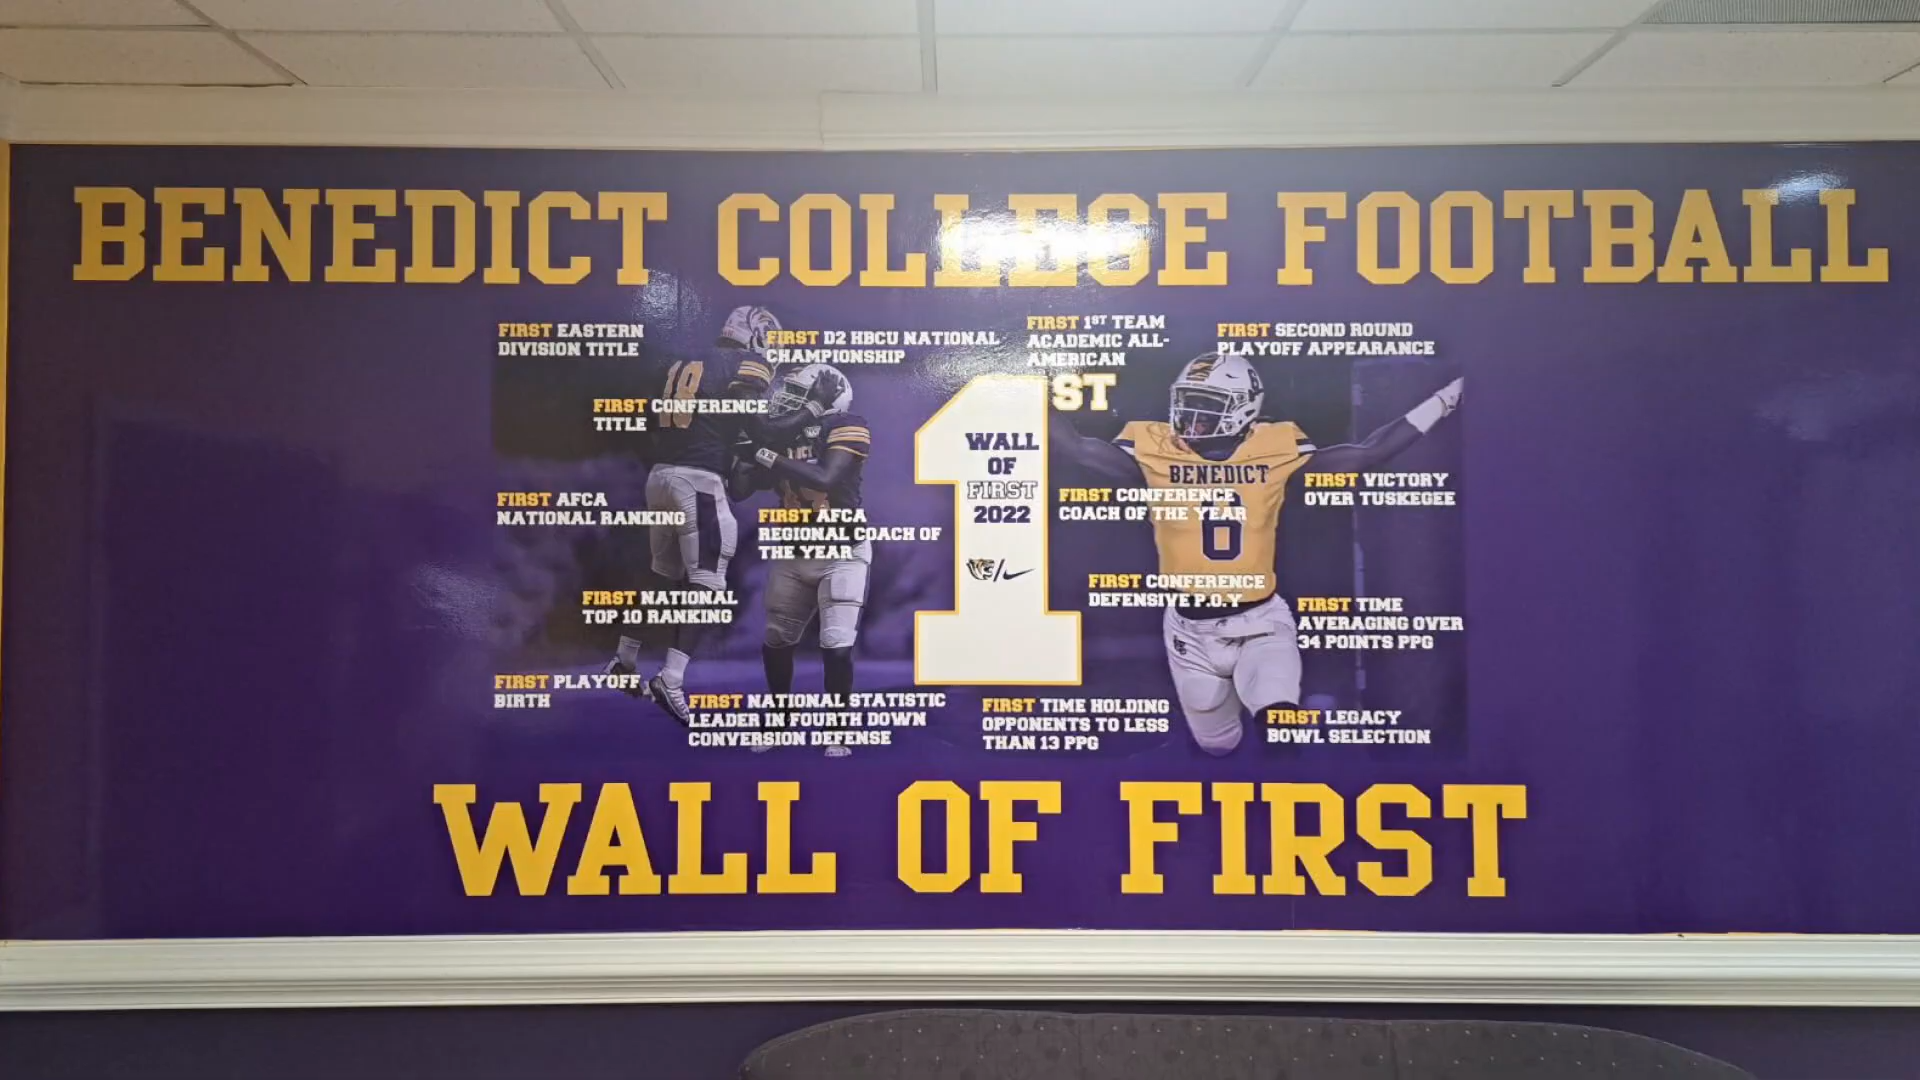 BENEDICT COLLEGE FOOTBALL
FIRST EASTERN
DIVISION TITLE
FIRST D2 HBCU NATIONAL
CHAMPIONSHIP
FIRST 1ST TEAM
ACADEMIC ALL-
AMERICAN
FIRST SECOND ROUND
PLAYOFF APPEARANCE
18
FIRST CONFERENCE
TITLE
1ST
WALL
OF
FIRST
2022
BENEDICT
6
FIRST AFCA
NATIONAL RANKING
FIRST AFCA
REGIONAL COACH OF
THE YEAR
FIRST CONFERENCE
COACH OF THE YEAR
FIRST VICTORY
OVER TUSKEGEE
FIRST NATIONAL
TOP 10 RANKING
FIRST CONFERENCE
DEFENSIVE P.O.Y
FIRST TIME
AVERAGING OVER
34 POINTS PPG
FIRST PLAYOFF
BIRTH
FIRST NATIONAL STATISTIC
LEADER IN FOURTH DOWN
CONVERSION DEFENSE
FIRST TIME HOLDING
OPPONENTS TO LESS
THAN 13 PPG
FIRST LEGACY
BOWL SELECTION
WALL OF FIRST